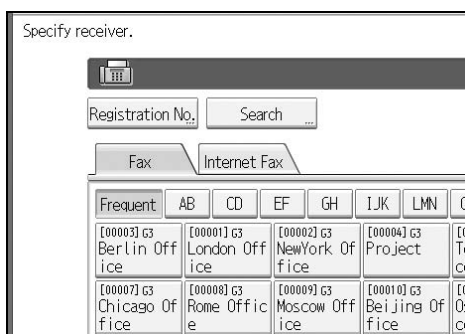 Specify receiver.
Registration No.
Search
Fax
Internet Fax
Frequent AB CD EF GH IJK LMN
[00003] G3 [00001] G3 [00002] G3 [00004] G3
Berlin Off London Off NewYork Of Project
ice ice fice
[00007] G3 [00008] G3 [00009] G3 [00010] G3
Chicago Of Rome Offic Moscow Off Beijing Of
fice e ice fice